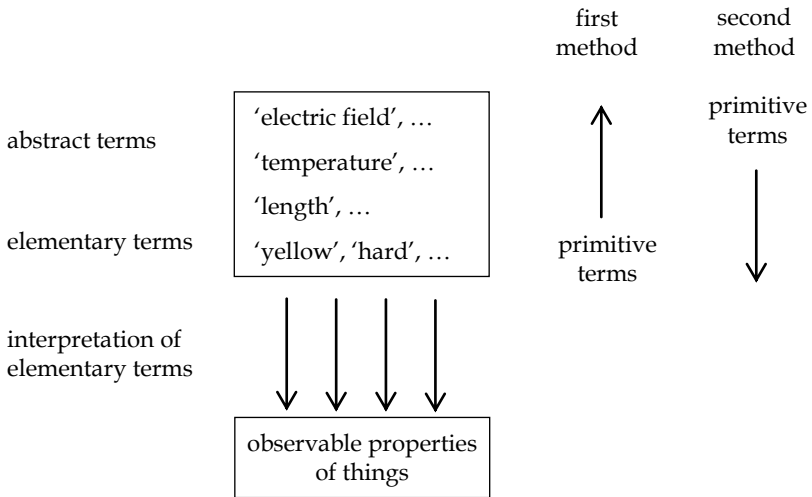 first
method
second
method
abstract terms
‘electric field’, …
‘temperature’, …
‘length’, …
elementary terms
‘yellow’, ‘hard’, …
primitive
terms
primitive
terms
interpretation of
elementary terms
observable properties
of things